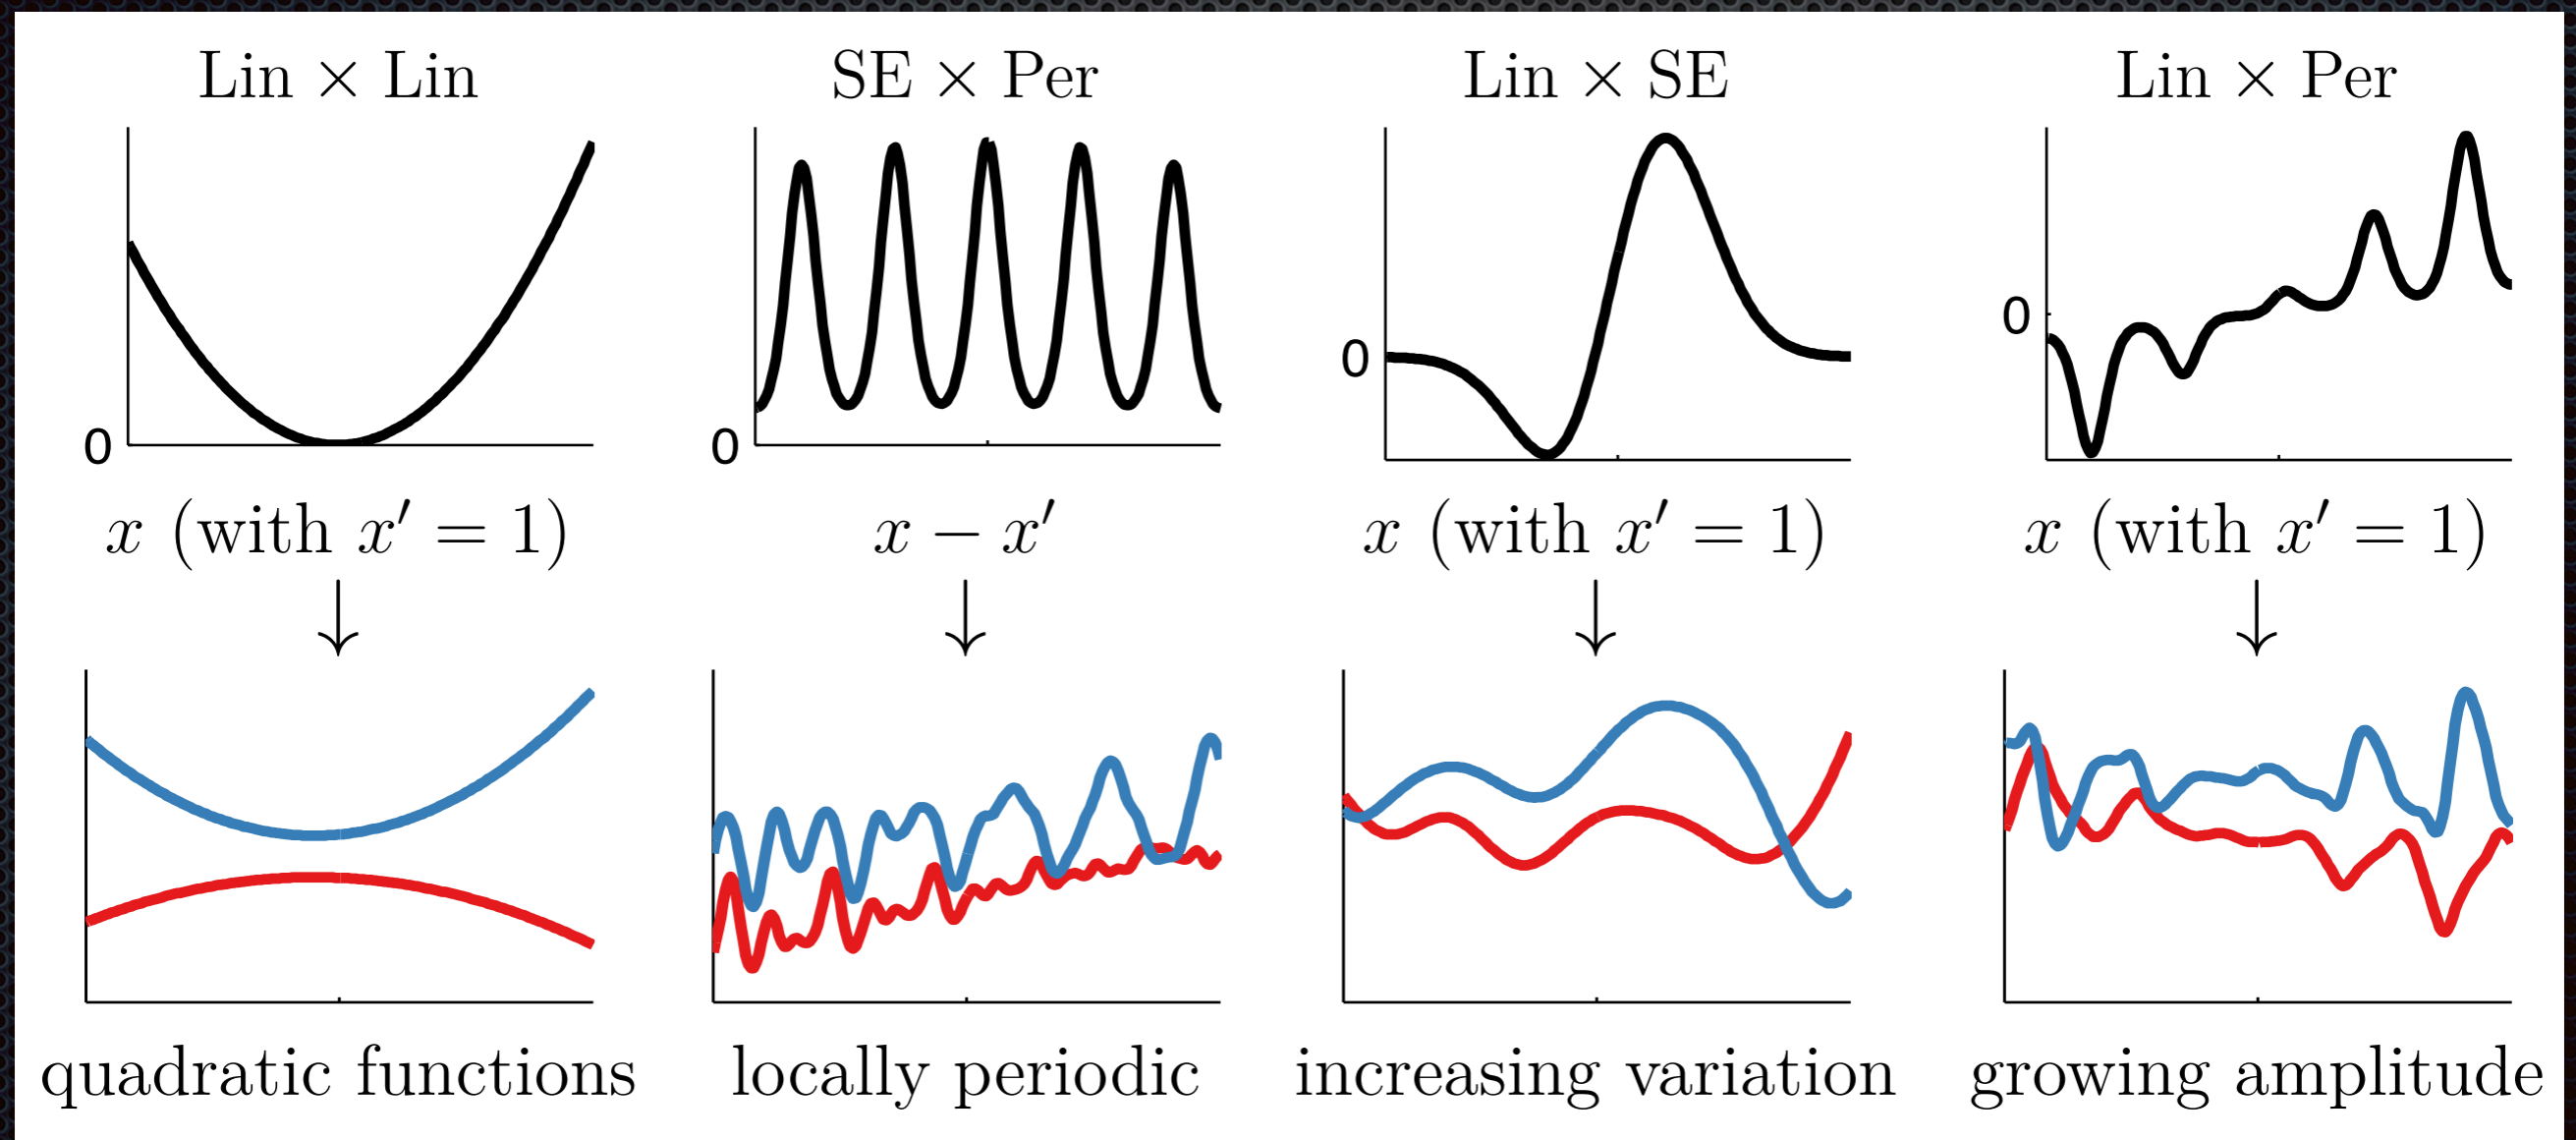 Lin × Lin
SE × Per
Lin × SE
Lin × Per
0
0
0
0
x (with x′ = 1)
x − x′
x (with x′ = 1)
x (with x′ = 1)
quadratic functions
locally periodic
increasing variation
growing amplitude